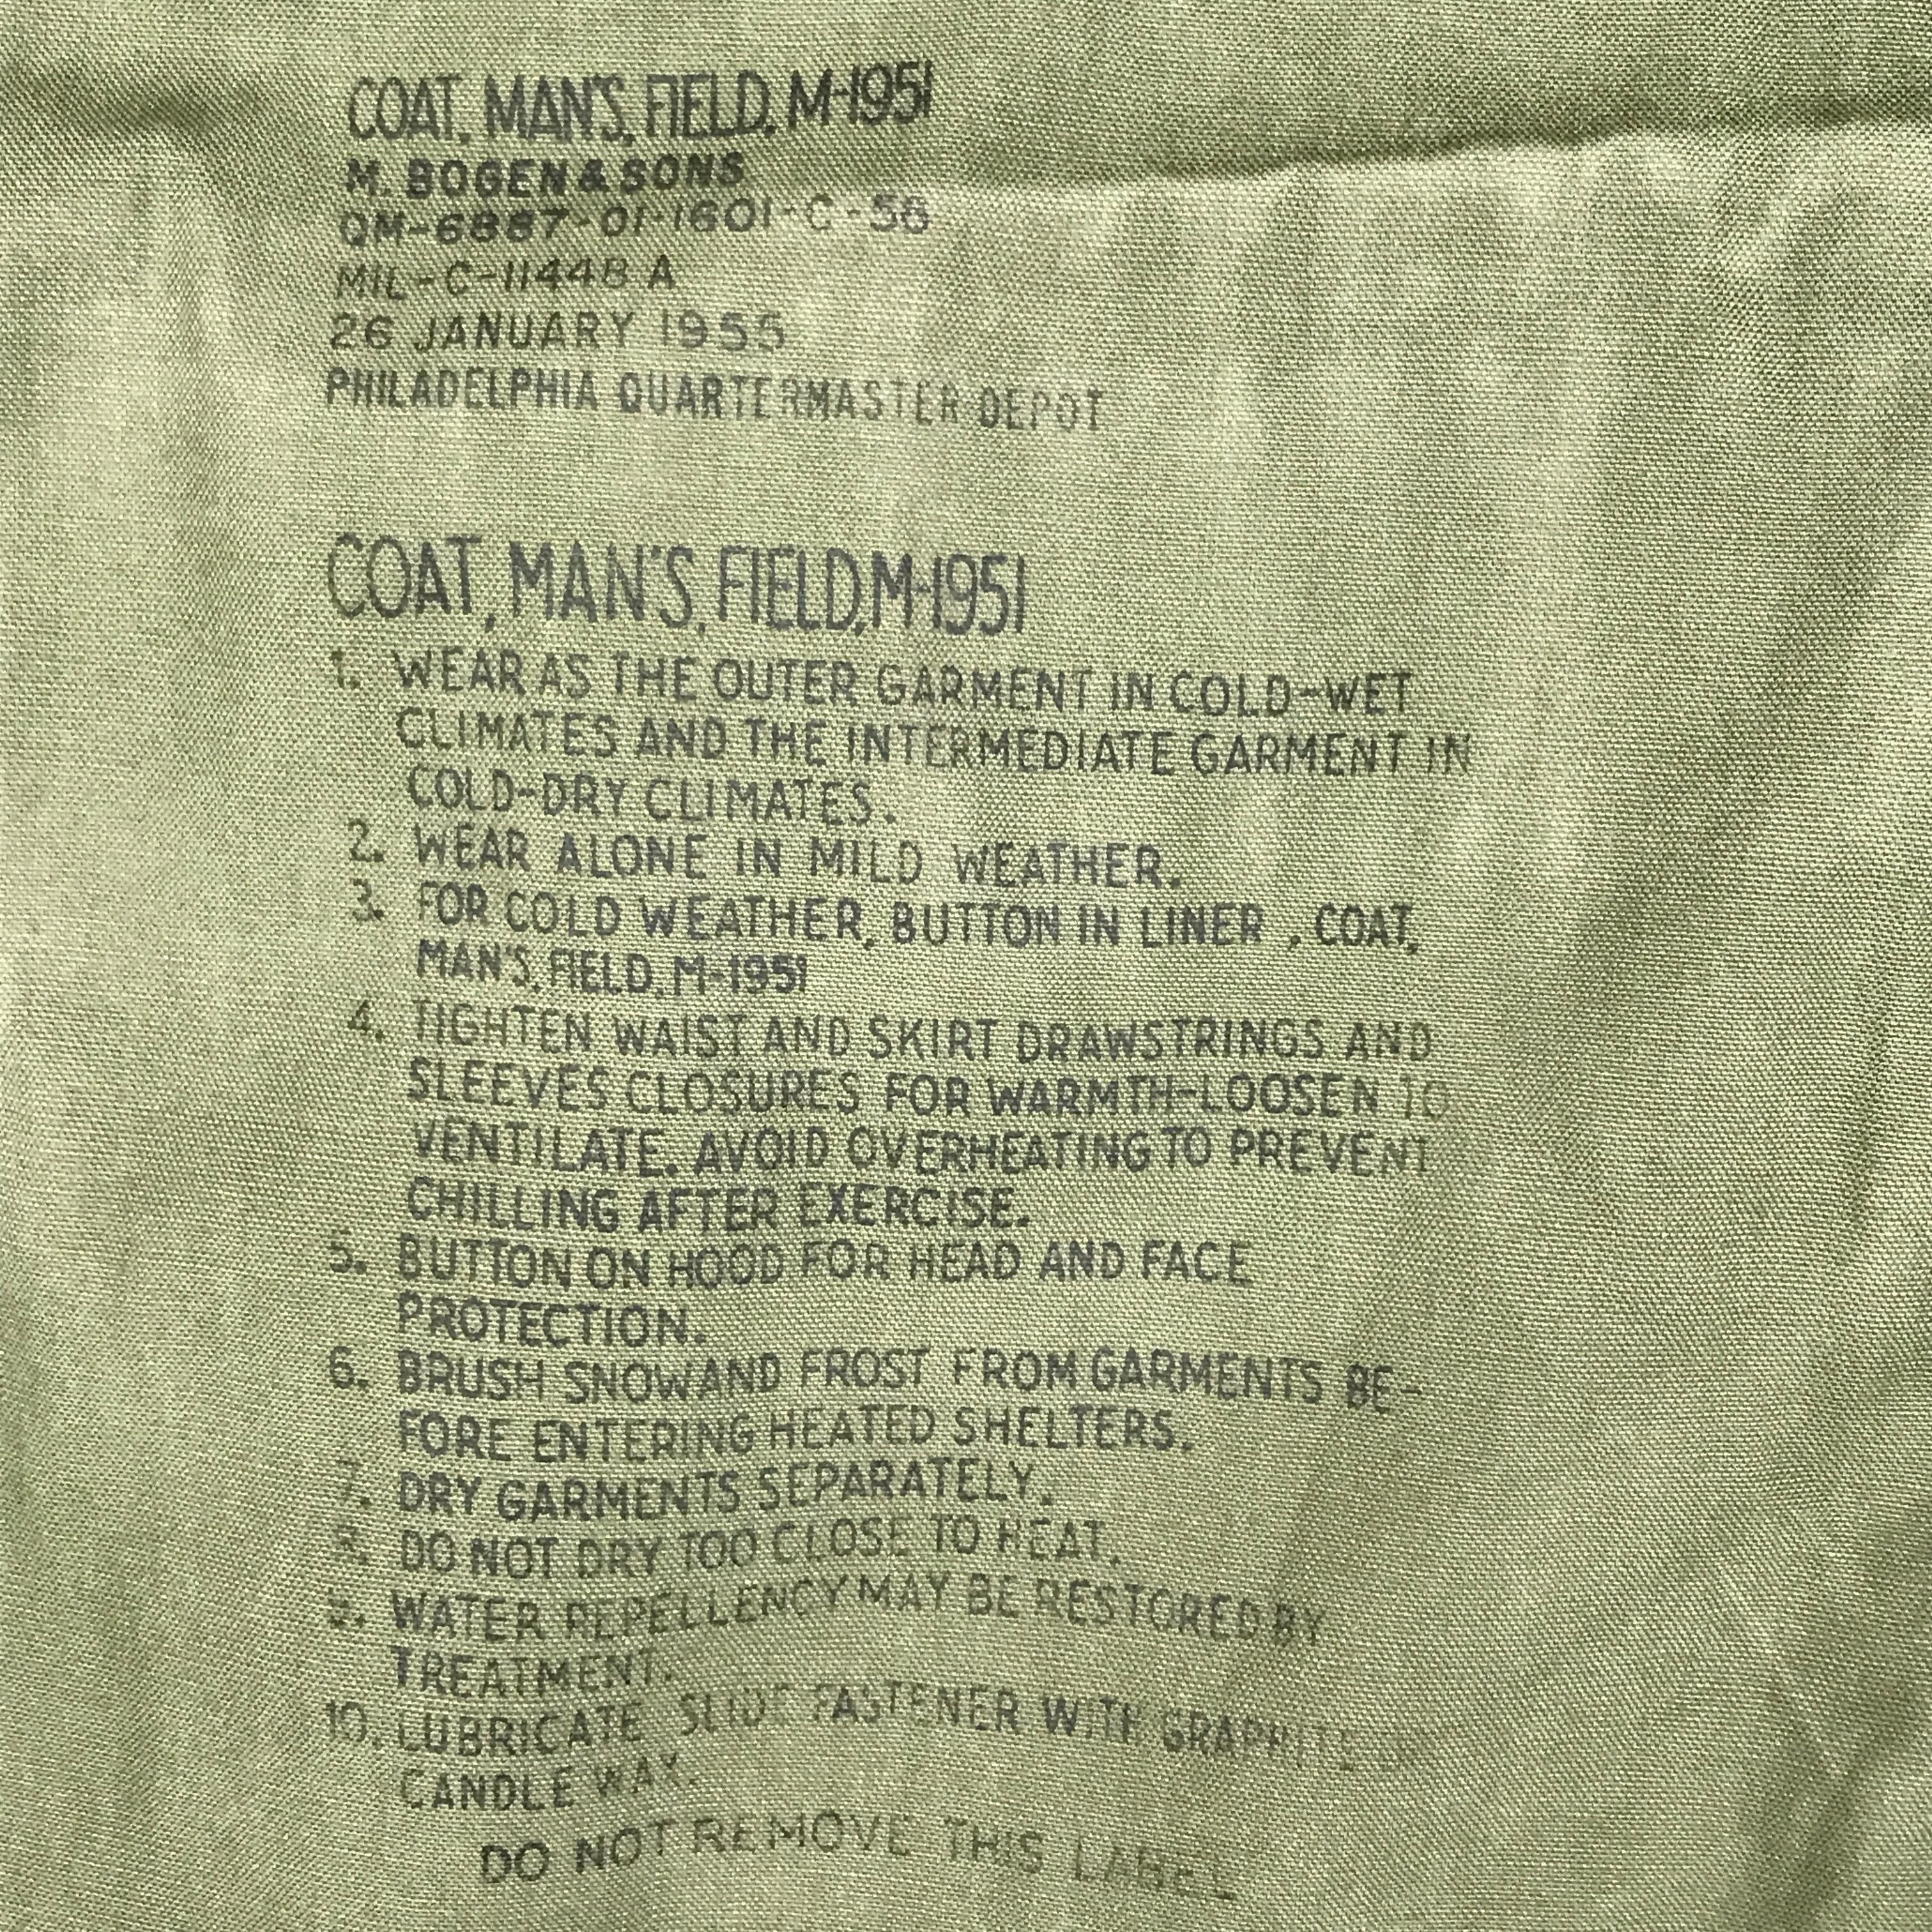 COAT, MAN'S, FIELD, M-1951
M. BOGEN & SONS
QM-6887-01-1601-C-56
MIL-C-11448 A
26 JANUARY 1955
PHILADELPHIA QUARTERMASTER DEPOT
COAT, MAN'S, FIELD, M-1951
1. WEAR AS THE OUTER GARMENT IN COLD-WET
CLIMATES AND THE INTERMEDIATE GARMENT IN
COLD-DRY CLIMATES.
2. WEAR ALONE IN MILD WEATHER.
3. FOR COLD WEATHER, BUTTON IN LINER, COAT,
MAN'S, FIELD, M-1951
4. TIGHTEN WAIST AND SKIRT DRAWSTRINGS AND
SLEEVES CLOSURES FOR WARMTH-LOOSEN TO
VENTILATE. AVOID OVERHEATING TO PREVENT
CHILLING AFTER EXERCISE.
5. BUTTON ON HOOD FOR HEAD AND FACE
PROTECTION.
6. BRUSH SNOW AND FROST FROM GARMENTS BE-
FORE ENTERING HEATED SHELTERS.
7. DRY GARMENTS SEPARATELY.
8. DO NOT DRY TOO CLOSE TO HEAT.
9. WATER REPELLENCY MAY BE RESTORED BY
TREATMENT.
10. LUBRICATE SLIDE FASTENER WITH GRAPHITE
CANDLE WAX.
DO NOT REMOVE THIS LABEL